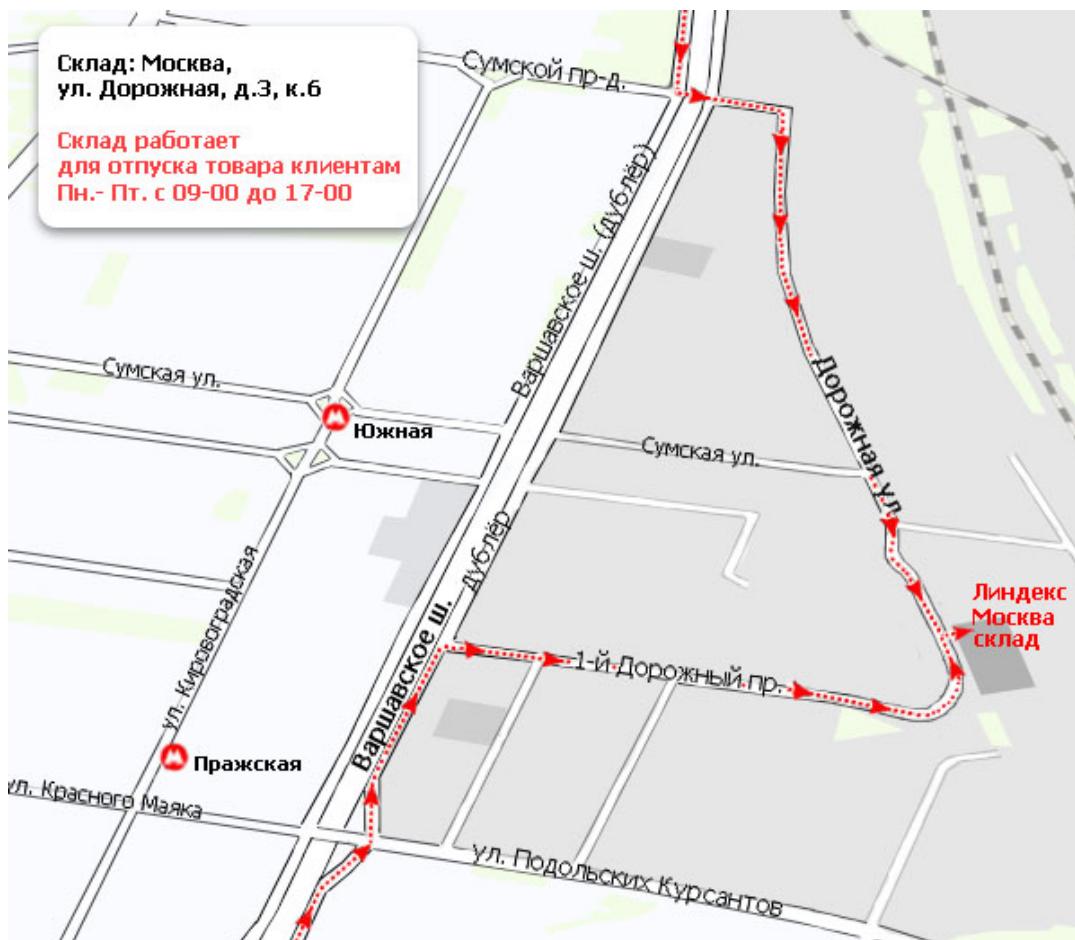 Склад: Москва,
ул. Дорожная, д.3, к.6
Склад работает
для отпуска товара клиентам
Пн.- Пт. с 09-00 до 17-00
Сумской пр-д.
Варшавское ш. (дублёр)
Сумская ул.
Южная
Дорожная ул.
Сумская ул.
дублёр
Варшавское ш.
ул. Кировоградская
Линдекс
Москва
склад
1-й Дорожный пр.
Пражская
ул. Красного Маяка
ул. Подольских Курсантов